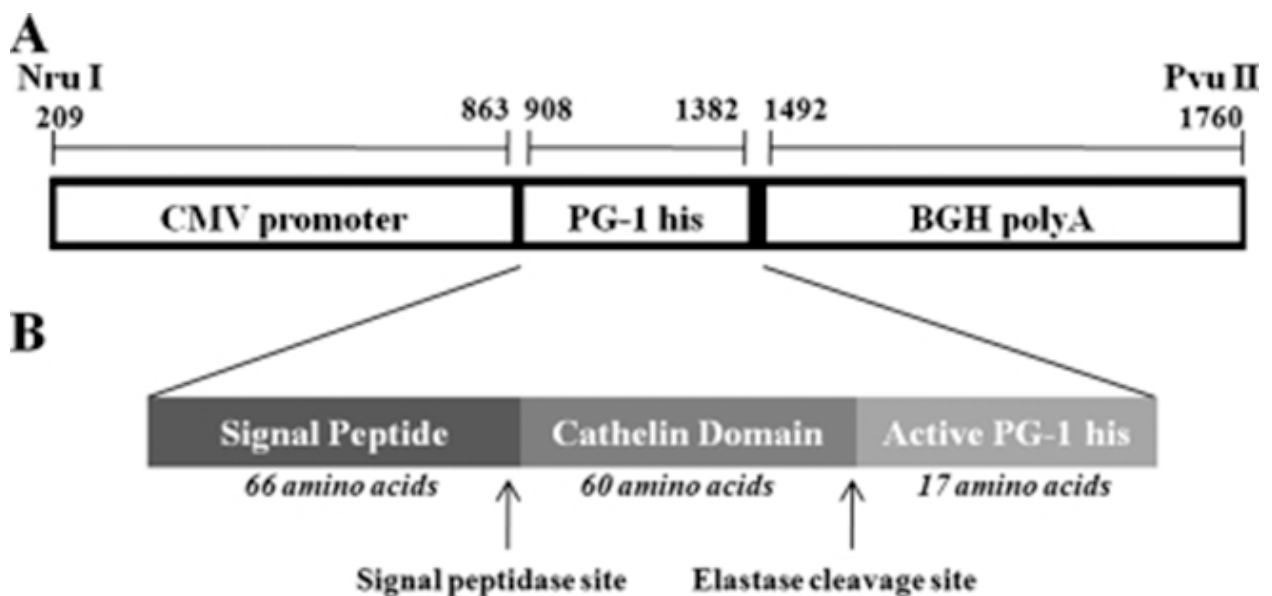 A
Nru I
Pvu II
209
863
908
1382
1492
1760
CMV promoter
PG-1 his
BGH polyA
B
Signal Peptide
Cathelin Domain
Active PG-1 his
66 amino acids
60 amino acids
17 amino acids
Signal peptidase site
Elastase cleavage site